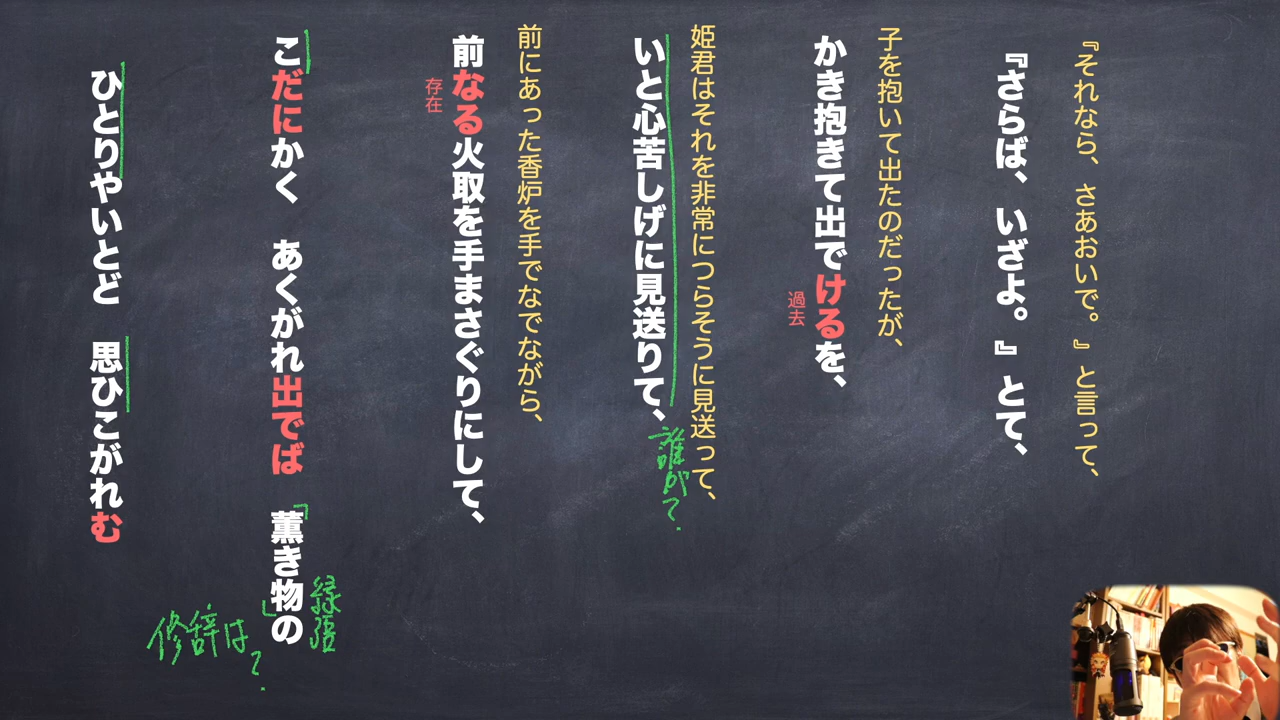 『それなら、さあおいで。』と言って、
『さらば、いざよ。』とて、
子を抱いて出たのだったが、
かき抱きて出でけるを、
過去
姫君はそれを非常につらそうに見送って、
いと心苦しげに見送りて、
誰が?
前にあった香炉を手でなでながら、
前なる火取を手まさぐりにして、
存在
こだにかく　あくがれ出でば　「薫き物」の
修辞は?
ひとりやいとど　思ひこがれむ